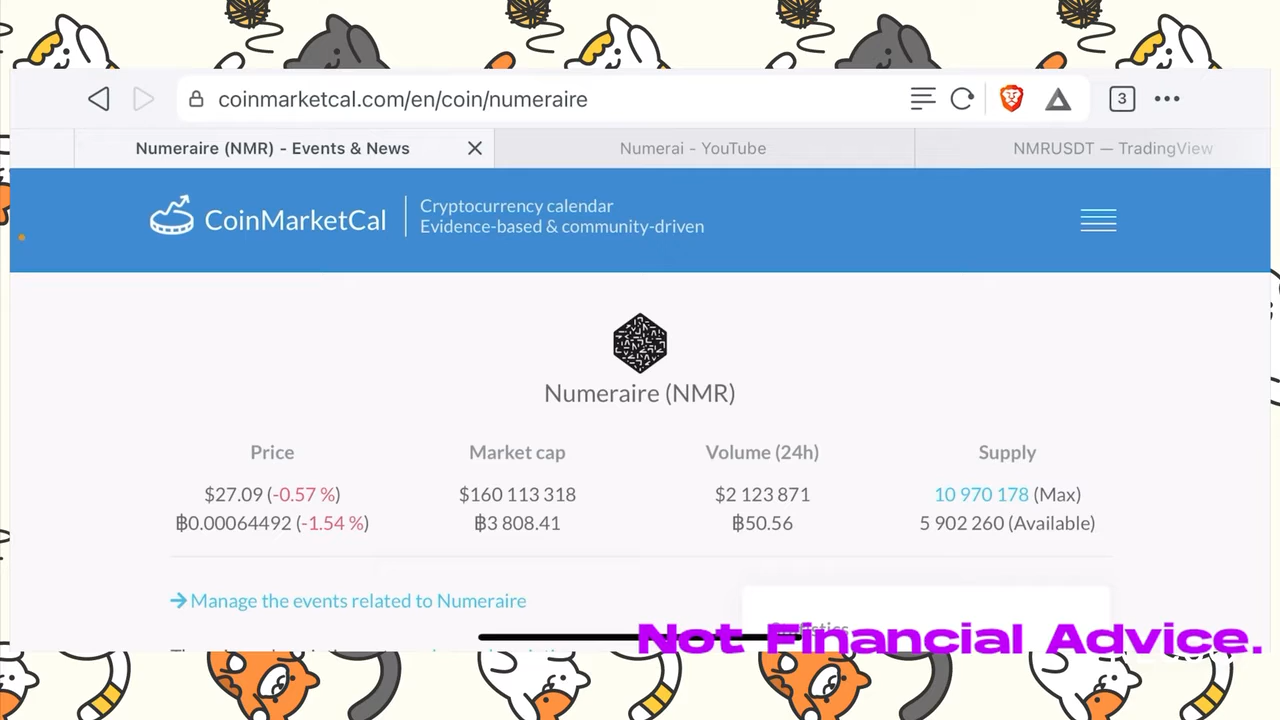 coinmarketcal.com/en/coin/numeraire
3
Numeraire (NMR) - Events & News
Numerai - YouTube
NMRUSDT — TradingView
CoinMarketCal
Cryptocurrency calendar
Evidence-based & community-driven
Numeraire (NMR)
Price
Market cap
Volume (24h)
Supply
$27.09 (-0.57 %)
$160 113 318
$2 123 871
10 970 178 (Max)
฿0.00064492 (-1.54 %)
฿3 808.41
฿50.56
5 902 260 (Available)
Manage the events related to Numeraire
Statistics
Not Financial Advice.